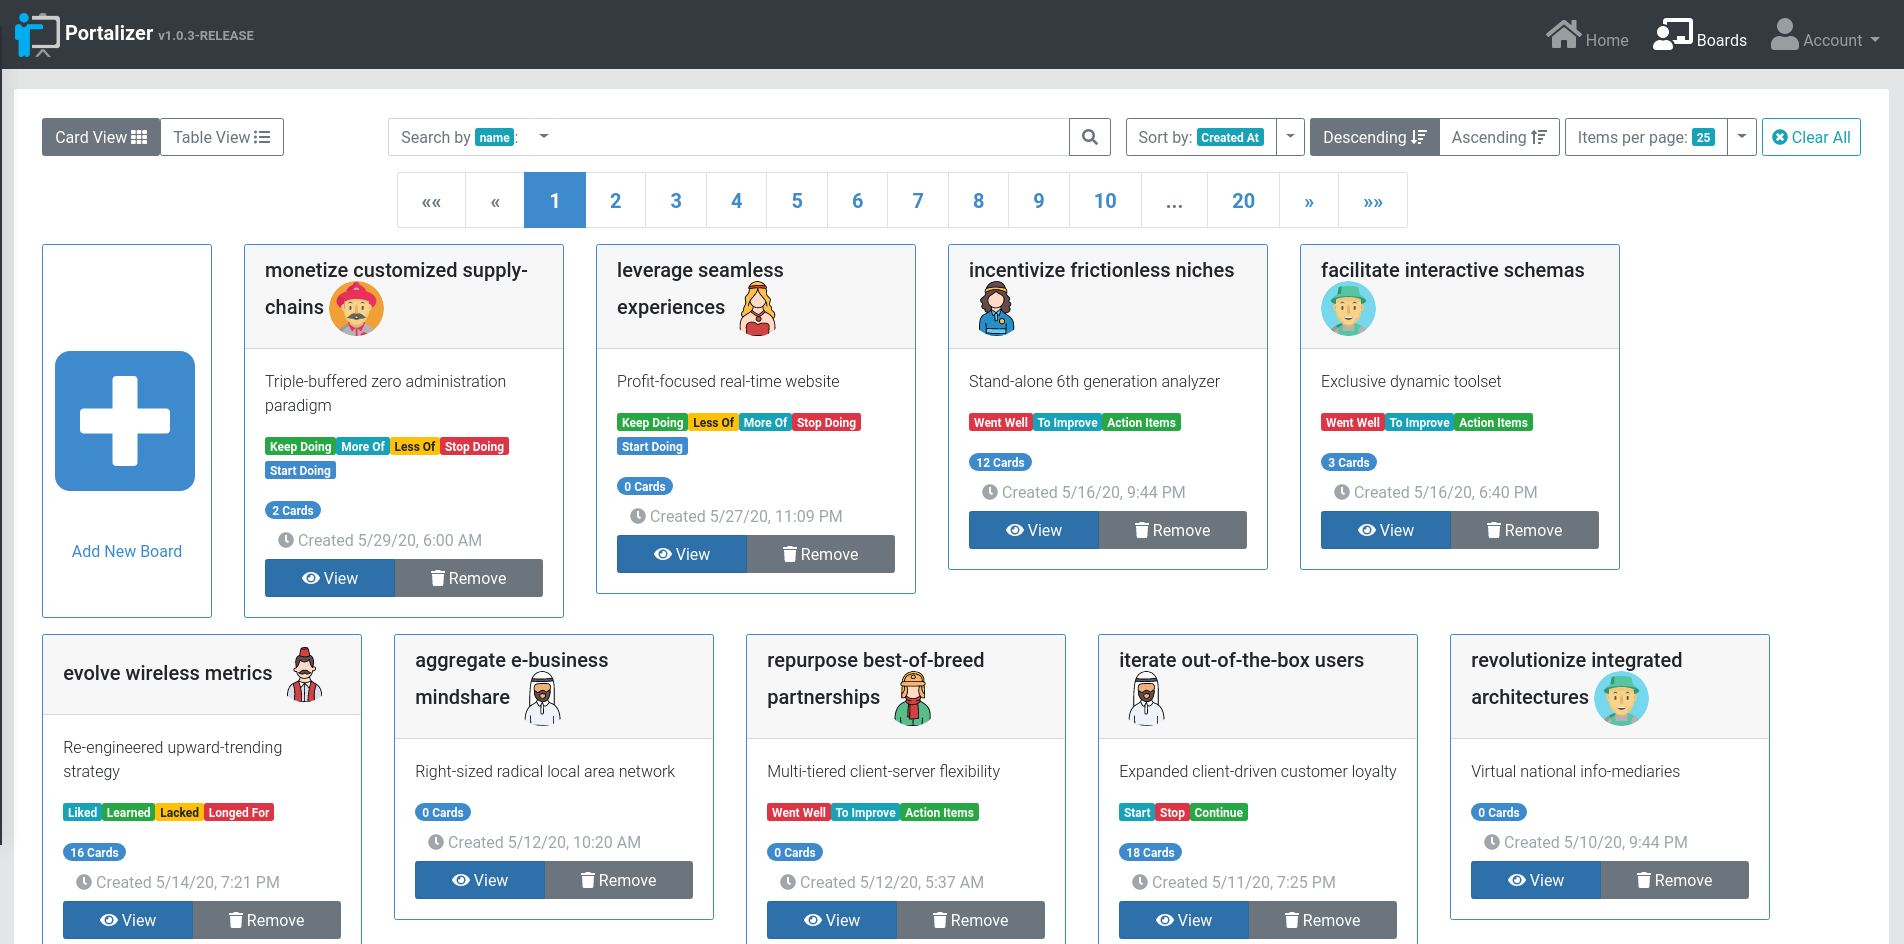 Portalizer v1.0.3-RELEASE
Home
Boards
Account
Card View
Table View
Search by name:
Sort by: Created At
Descending
Ascending
Items per page: 25
Clear All
«« « 1 2 3 4 5 6 7 8 9 10 ... 20 » »»
Add New Board
monetize customized supply-
chains
Triple-buffered zero administration
paradigm
Keep Doing More Of Less Of Stop Doing
Start Doing
2 Cards
Created 5/29/20, 6:00 AM
View Remove
leverage seamless
experiences
Profit-focused real-time website
Keep Doing Less Of More Of Stop Doing
Start Doing
0 Cards
Created 5/27/20, 11:09 PM
View Remove
incentivize frictionless niches
Stand-alone 6th generation analyzer
Went Well To Improve Action Items
12 Cards
Created 5/16/20, 9:44 PM
View Remove
facilitate interactive schemas
Exclusive dynamic toolset
Went Well To Improve Action Items
3 Cards
Created 5/16/20, 6:40 PM
View Remove
evolve wireless metrics
Re-engineered upward-trending
strategy
Liked Learned Lacked Longed For
16 Cards
Created 5/14/20, 7:21 PM
View Remove
aggregate e-business
mindshare
Right-sized radical local area network
0 Cards
Created 5/12/20, 10:20 AM
View Remove
repurpose best-of-breed
partnerships
Multi-tiered client-server flexibility
Went Well To Improve Action Items
0 Cards
Created 5/12/20, 5:37 AM
View Remove
iterate out-of-the-box users
Expanded client-driven customer loyalty
Start Stop Continue
18 Cards
Created 5/11/20, 7:25 PM
View Remove
revolutionize integrated
architectures
Virtual national info-mediaries
0 Cards
Created 5/10/20, 9:44 PM
View Remove